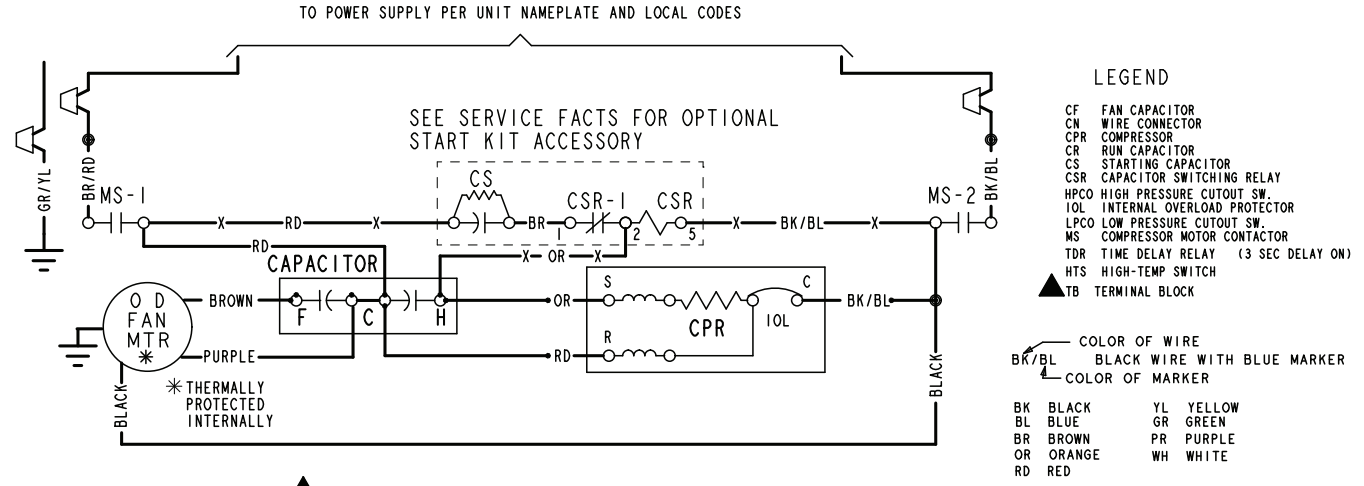 TO POWER SUPPLY PER UNIT NAMEPLATE AND LOCAL CODES
SEE SERVICE FACTS FOR OPTIONAL
START KIT ACCESSORY
GR/YL
BR/RD
MS-1
X
RD
X
CS
BR
1
CSR-1
2
CSR
5
X
BK/BL
X
MS-2
BK/BL
RD
X
OR
X
CAPACITOR
F
C
H
O D
FAN
MTR
*
BROWN
PURPLE
BLACK
* THERMALLY
PROTECTED
INTERNALLY
OR
RD
S
R
CPR
IOL
C
BK/BL
BLACK
LEGEND
CF FAN CAPACITOR
CN WIRE CONNECTOR
CPR COMPRESSOR
CR RUN CAPACITOR
CS STARTING CAPACITOR
CSR CAPACITOR SWITCHING RELAY
HPCO HIGH PRESSURE CUTOUT SW.
IOL INTERNAL OVERLOAD PROTECTOR
LPCO LOW PRESSURE CUTOUT SW.
MS COMPRESSOR MOTOR CONTACTOR
TDR TIME DELAY RELAY (3 SEC DELAY ON)
HTS HIGH-TEMP SWITCH
TB TERMINAL BLOCK
COLOR OF WIRE
BK/BL BLACK WIRE WITH BLUE MARKER
COLOR OF MARKER
BK BLACK YL YELLOW
BL BLUE GR GREEN
BR BROWN PR PURPLE
OR ORANGE WH WHITE
RD RED